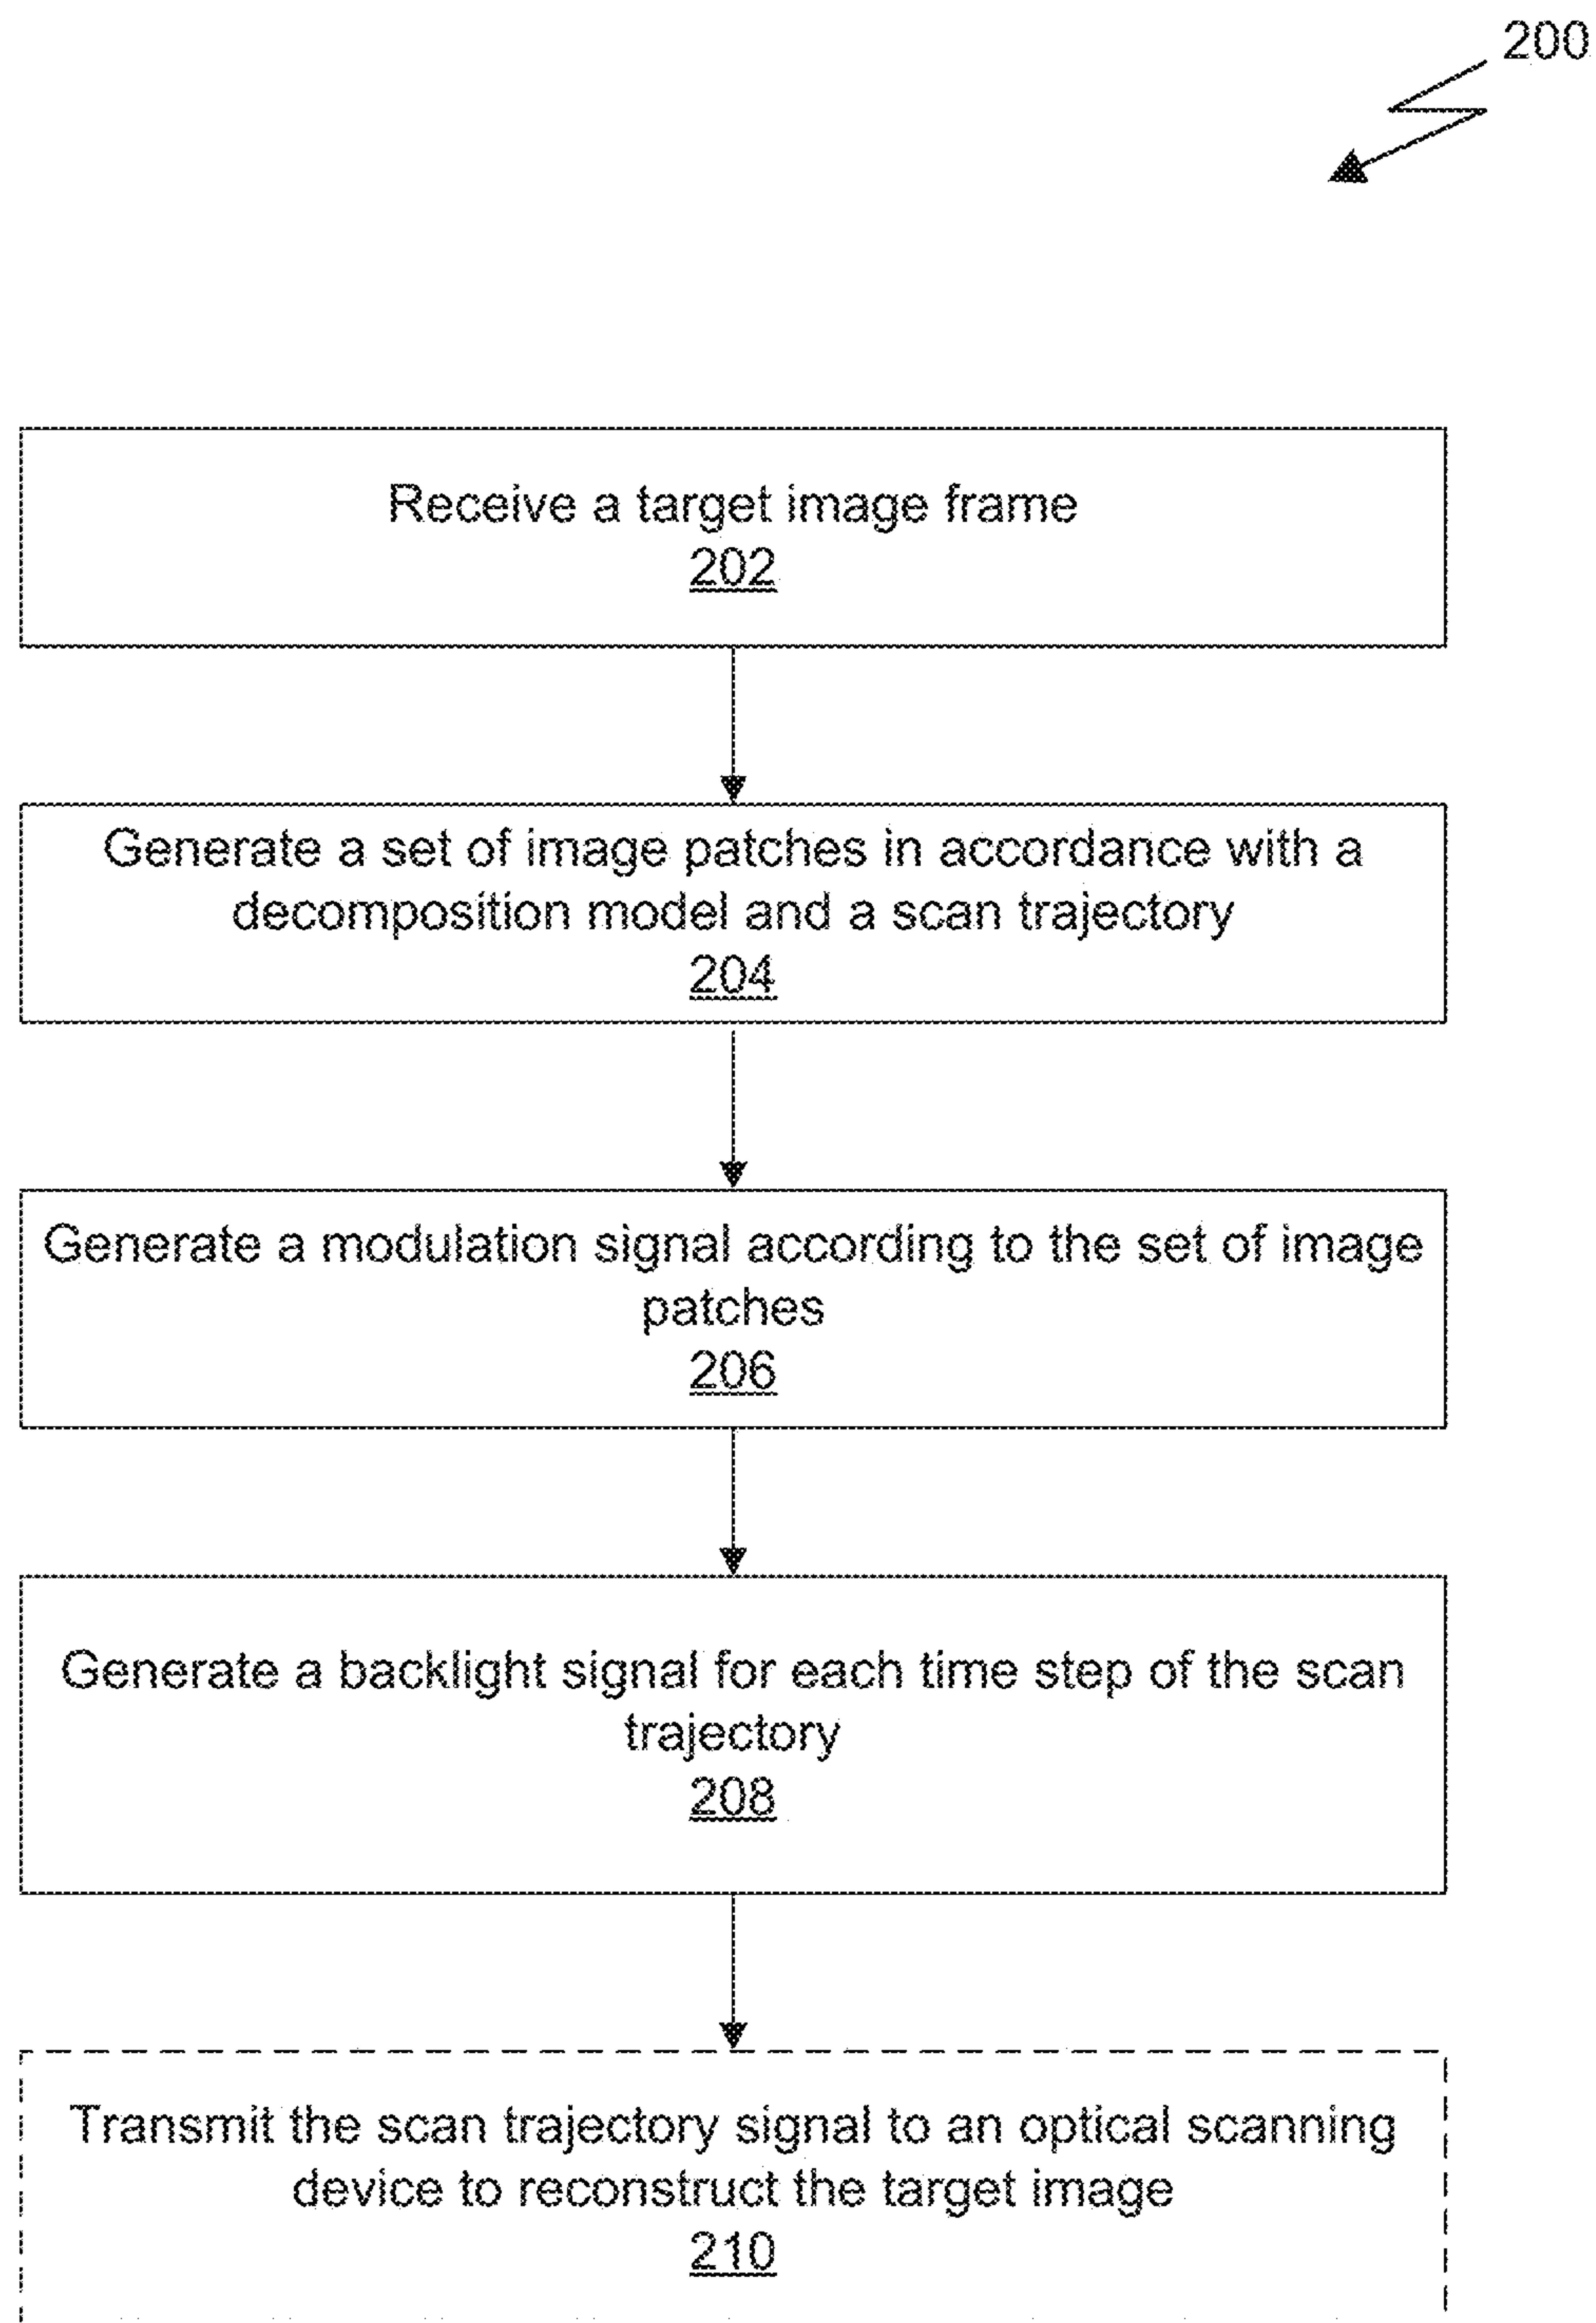 200
Receive a target image frame
202
Generate a set of image patches in accordance with a
decomposition model and a scan trajectory
204
Generate a modulation signal according to the set of image
patches
206
Generate a backlight signal for each time step of the scan
trajectory
208
Transmit the scan trajectory signal to an optical scanning
device to reconstruct the target image
210